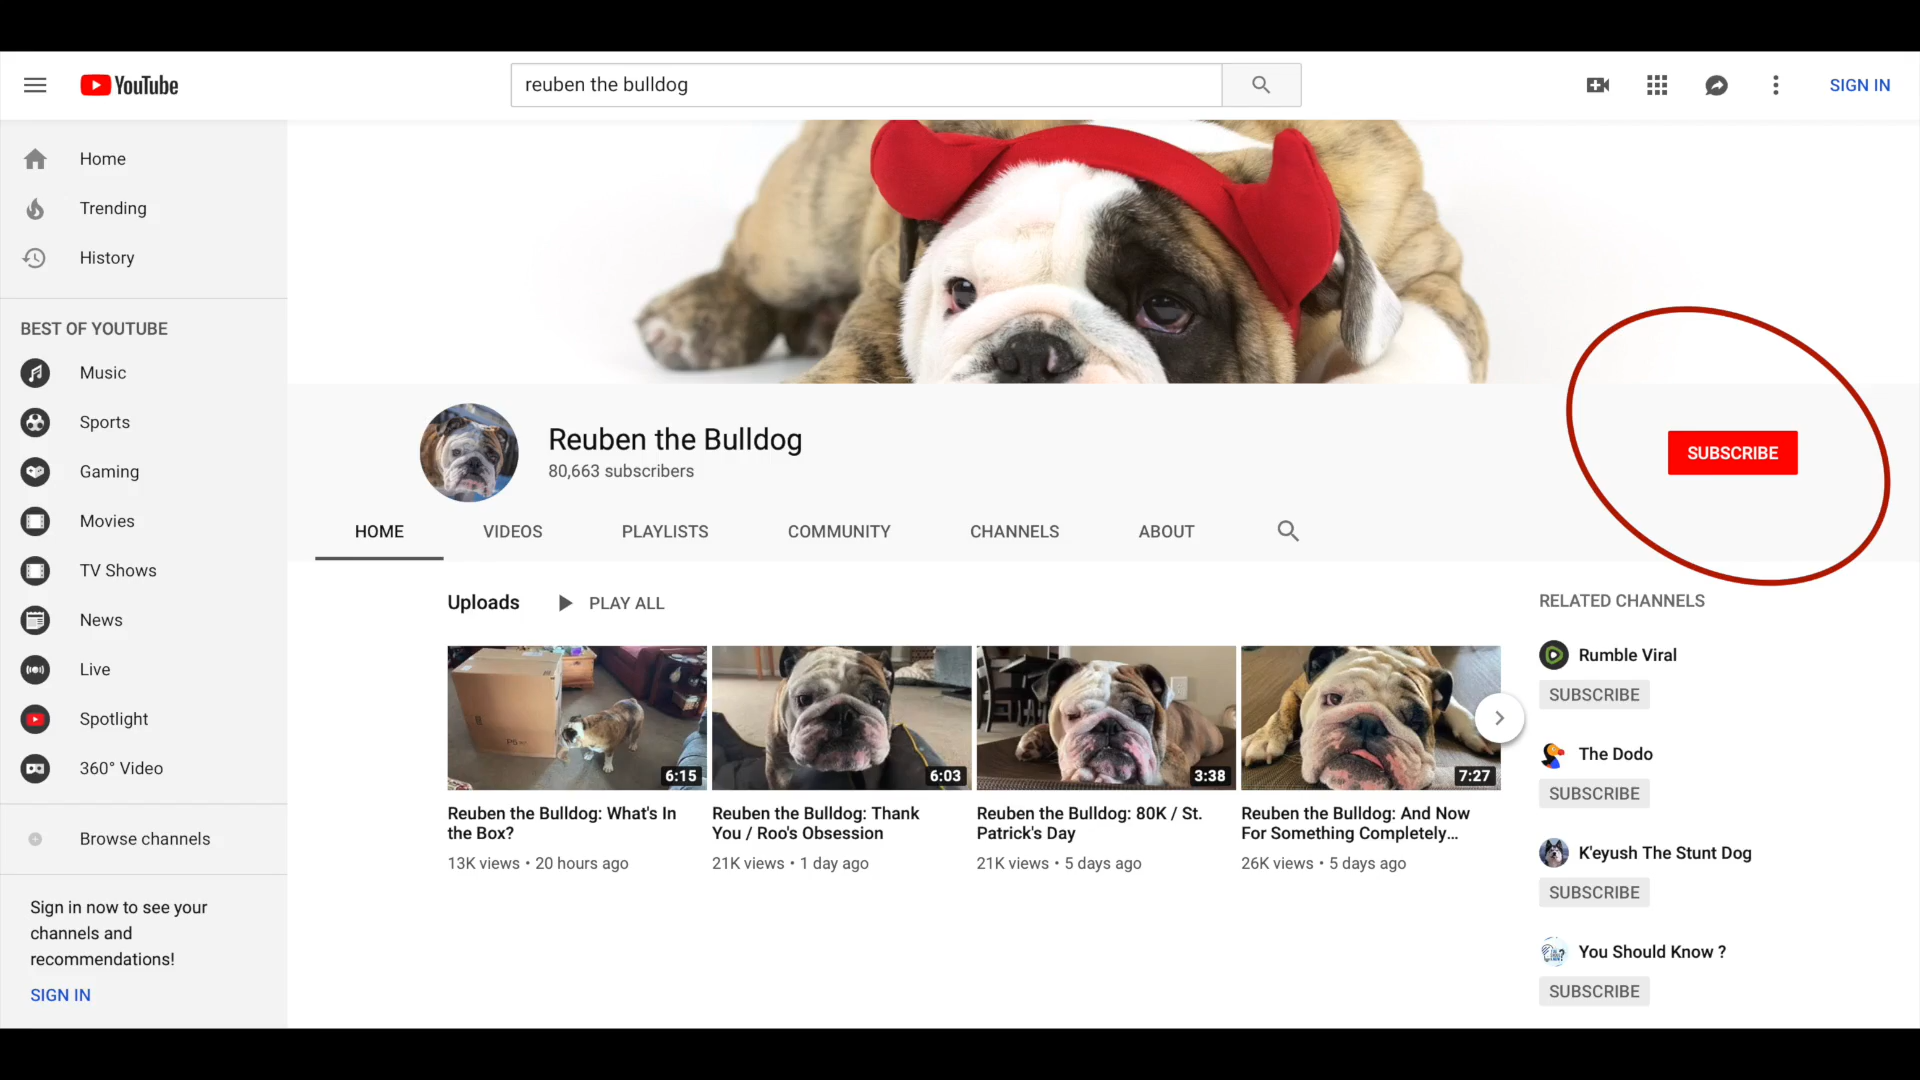 YouTube
reuben the bulldog
SIGN IN
Home
Trending
History
BEST OF YOUTUBE
Music
Sports
Gaming
Movies
TV Shows
News
Live
Spotlight
360° Video
Browse channels
Sign in now to see your
channels and
recommendations!
SIGN IN
Reuben the Bulldog
80,663 subscribers
SUBSCRIBE
HOME
VIDEOS
PLAYLISTS
COMMUNITY
CHANNELS
ABOUT
Uploads
PLAY ALL
6:15
Reuben the Bulldog: What's In
the Box?
13K views • 20 hours ago
6:03
Reuben the Bulldog: Thank
You / Roo's Obsession
21K views • 1 day ago
3:38
Reuben the Bulldog: 80K / St.
Patrick's Day
21K views • 5 days ago
7:27
Reuben the Bulldog: And Now
For Something Completely...
26K views • 5 days ago
RELATED CHANNELS
Rumble Viral
SUBSCRIBE
The Dodo
SUBSCRIBE
K'eyush The Stunt Dog
SUBSCRIBE
You Should Know ?
SUBSCRIBE